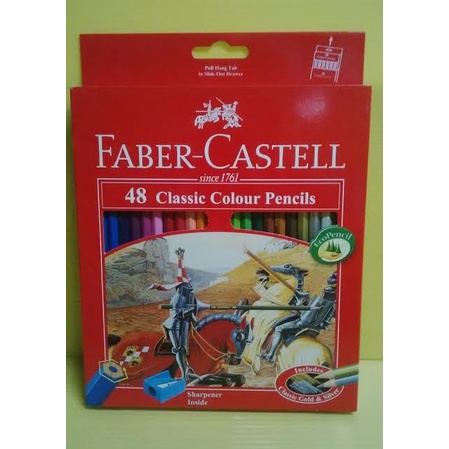 Pull Hang Tab
to Slide Out Drawer
FABER-CASTELL
since 1761
48 Classic Colour Pencils
EcoPencil
Includes
Classic Gold & Silver
Sharpener
Inside